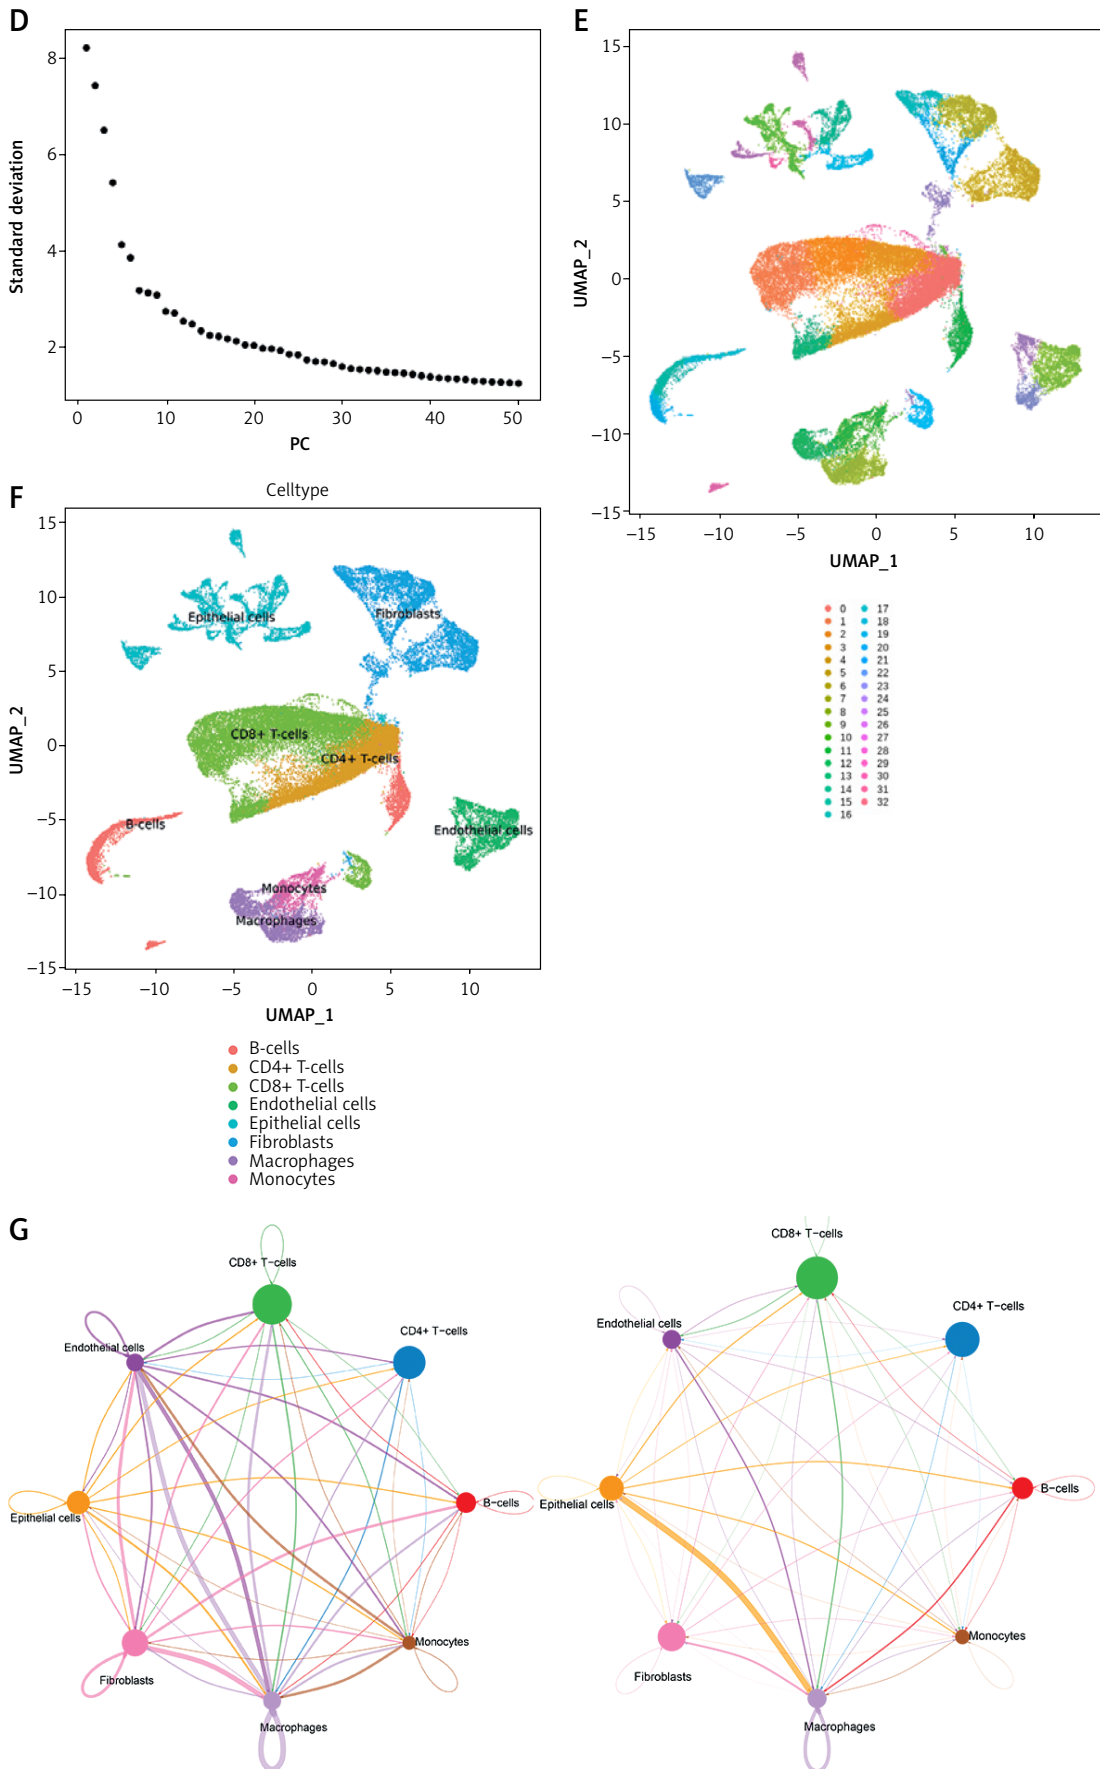 D
8
6
4
2
Standard deviation
0 10 20 30 40 50
PC
E
15
10
5
0
−5
−10
−15
UMAP_2
−15 −10 −5 0 5 10
UMAP_1
0 17
1 18
2 19
3 20
4 21
5 22
6 23
7 24
8 25
9 26
10 27
11 28
12 29
13 30
14 31
15 32
16
F
Celltype
15
10
5
0
−5
−10
−15
UMAP_2
Epithelial cells
Fibroblasts
CD8+ T-cells
CD4+ T-cells
B-cells
Endothelial cells
Monocytes
Macrophages
−15 −10 −5 0 5 10
UMAP_1
B-cells
CD4+ T-cells
CD8+ T-cells
Endothelial cells
Epithelial cells
Fibroblasts
Macrophages
Monocytes
G
CD8+ T−cells
CD4+ T−cells
Endothelial cells
B−cells
Epithelial cells
Monocytes
Fibroblasts
Macrophages
CD8+ T−cells
CD4+ T−cells
Endothelial cells
B−cells
Epithelial cells
Monocytes
Fibroblasts
Macrophages